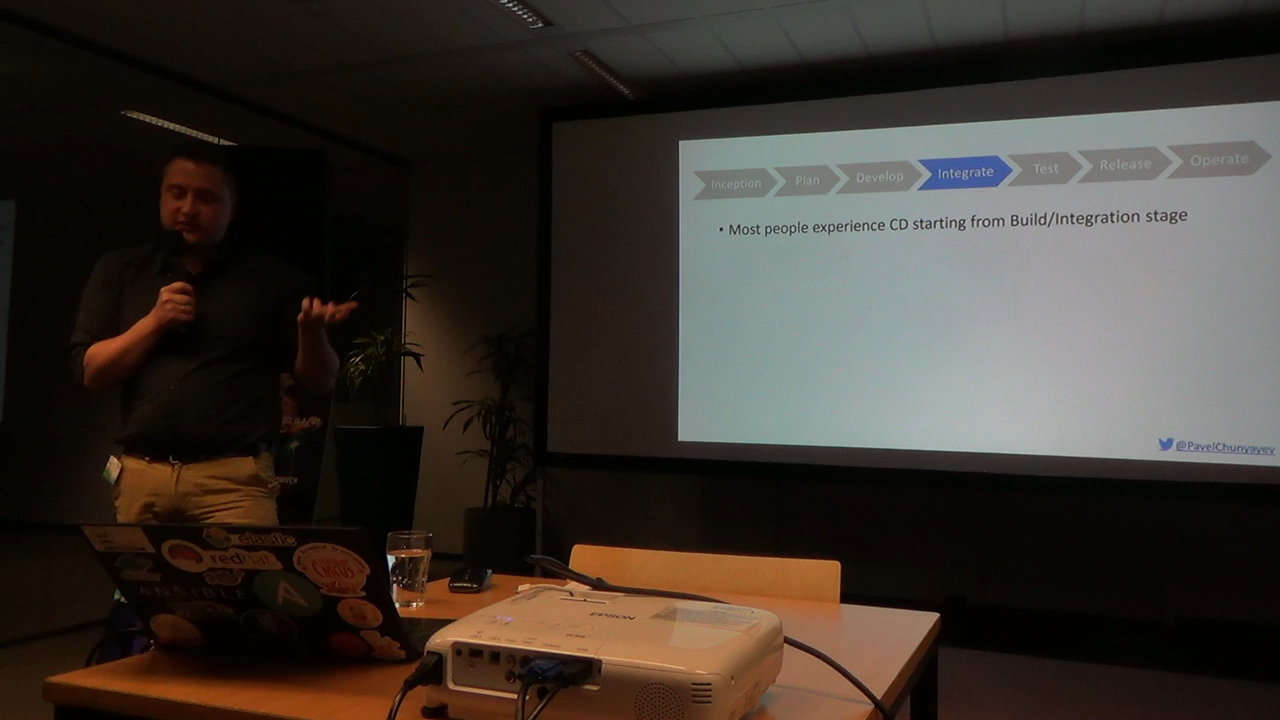 Inception
Plan
Develop
Integrate
Test
Release
Operate
• Most people experience CD starting from Build/Integration stage
@PavelChunyayev
elastic
redhat
ANSIBLE
A
EPSON